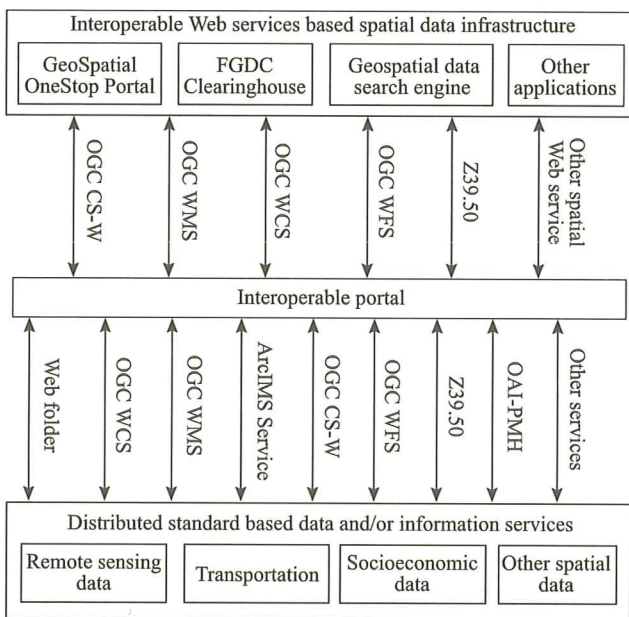 Interoperable Web services based spatial data infrastructure
GeoSpatial
OneStop Portal
FGDC
Clearinghouse
Geospatial data
search engine
Other
applications
OGC CS-W
OGC WMS
OGC WCS
OGC WFS
Z39.50
Other spatial
Web service
Interoperable portal
Web folder
OGC WCS
OGC WMS
ArcIMS Service
OGC CS-W
OGC WFS
Z39.50
OAI-PMH
Other services
Distributed standard based data and/or information services
Remote sensing
data
Transportation
Socioeconomic
data
Other spatial
data